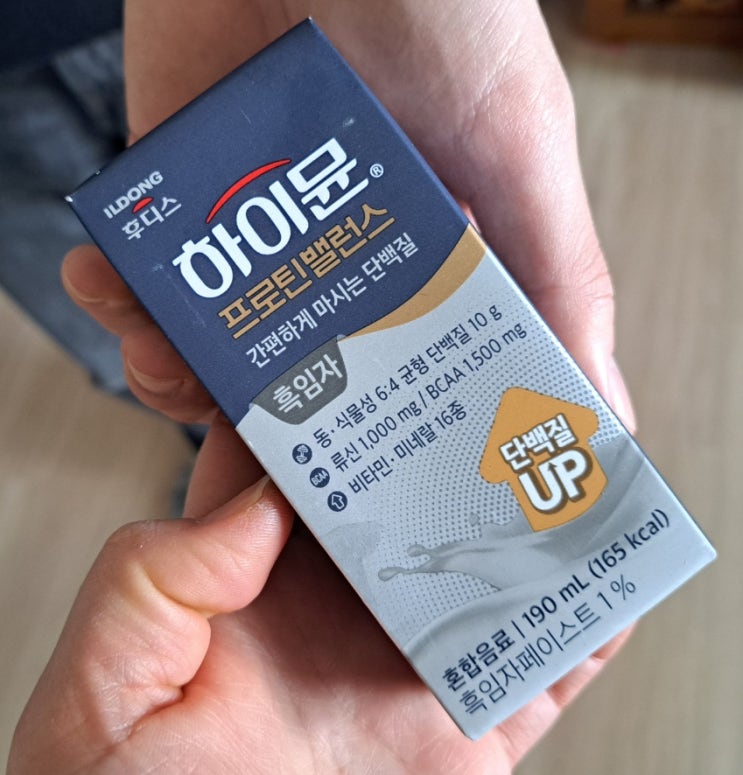 ILDONG
후디스
하이뮨®
프로틴밸런스
간편하게 마시는 단백질
흑임자
동·식물성 6:4 균형 단백질 10 g
BCAA 류신 1,000 mg / BCAA 1,500 mg
비타민·미네랄 16종
단백질
UP
혼합음료 | 190 mL (165 kcal)
흑임자페이스트 1 %